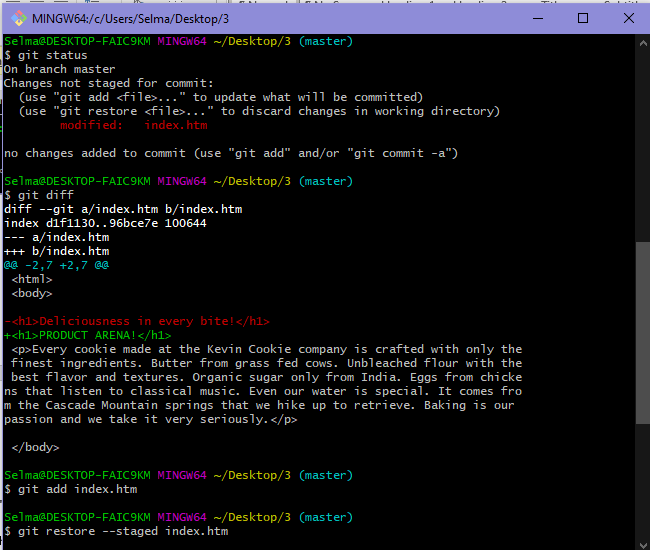 MINGW64:/c/Users/Selma/Desktop/3
Selma@DESKTOP-FAIC9KM MINGW64 ~/Desktop/3 (master)
$ git status
On branch master
Changes not staged for commit:
  (use "git add <file>..." to update what will be committed)
  (use "git restore <file>..." to discard changes in working directory)
        modified:   index.htm

no changes added to commit (use "git add" and/or "git commit -a")

Selma@DESKTOP-FAIC9KM MINGW64 ~/Desktop/3 (master)
$ git diff
diff --git a/index.htm b/index.htm
index d1f1130..96bce7e 100644
--- a/index.htm
+++ b/index.htm
@@ -2,7 +2,7 @@
 <html>
 <body>

-<h1>Deliciousness in every bite!</h1>
+<h1>PRODUCT ARENA!</h1>
 <p>Every cookie made at the Kevin Cookie company is crafted with only the
 finest ingredients. Butter from grass fed cows. Unbleached flour with the
 best flavor and textures. Organic sugar only from India. Eggs from chicke
ns that listen to classical music. Even our water is special. It comes fro
m the Cascade Mountain springs that we hike up to retrieve. Baking is our
passion and we take it very seriously.</p>

 </body>

Selma@DESKTOP-FAIC9KM MINGW64 ~/Desktop/3 (master)
$ git add index.htm

Selma@DESKTOP-FAIC9KM MINGW64 ~/Desktop/3 (master)
$ git restore --staged index.htm